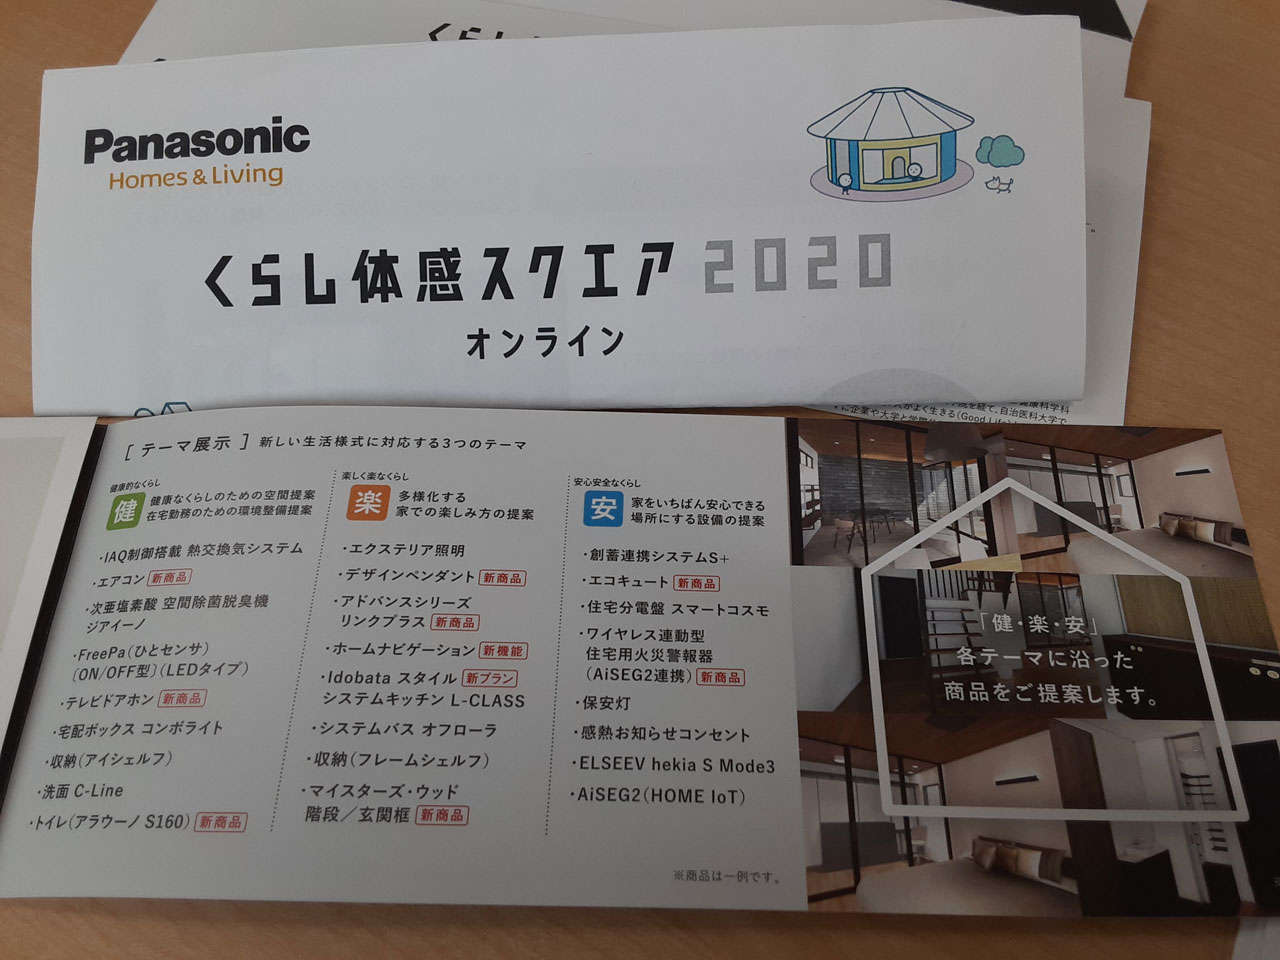 くらし
Panasonic
Homes & Living
くらし体感スクエア 2020
オンライン
を経て、自治医科大学で
[ テーマ展示 ] 新しい生活様式に対応する3つのテーマ
健康的なくらし
健
健康なくらしのための空間提案
在宅勤務のための環境整備提案
・IAQ制御搭載 熱交換気システム
・エアコン 新商品
・次亜塩素酸 空間除菌脱臭機
ジアイーノ
・FreePa(ひとセンサ)
〔ON/OFF型〕(LEDタイプ)
・テレビドアホン 新商品
・宅配ボックス コンボライト
・収納(アイシェルフ)
・洗面 C-Line
・トイレ(アラウーノ S160) 新商品
楽しく楽なくらし
楽
多様化する
家での楽しみ方の提案
・エクステリア照明
・デザインペンダント 新商品
・アドバンスシリーズ
リンクプラス 新商品
・ホームナビゲーション 新機能
・Idobata スタイル 新プラン
システムキッチン L-CLASS
・システムバス オフローラ
・収納(フレームシェルフ)
・マイスターズ・ウッド
階段／玄関框 新商品
安心安全なくらし
安
家をいちばん安心できる
場所にする設備の提案
・創蓄連携システムS+
・エコキュート 新商品
・住宅分電盤 スマートコスモ
・ワイヤレス連動型
住宅用火災警報器
(AiSEG2連携) 新商品
・保安灯
・感熱お知らせコンセント
・ELSEEV hekia S Mode3
・AiSEG2(HOME IoT)
※商品は一例です。
「健・楽・安」
各テーマに沿った
商品をご提案します。